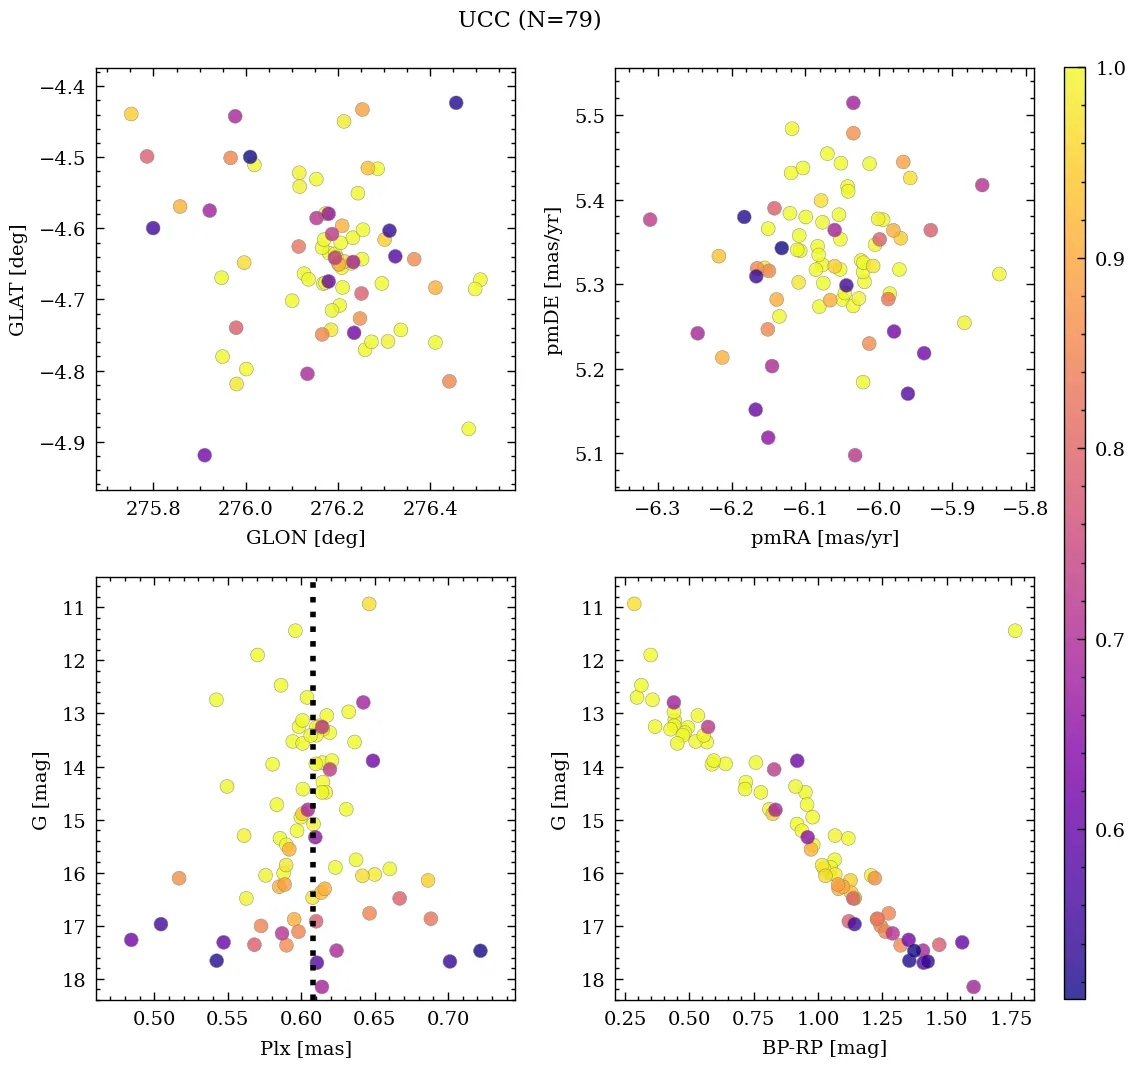 UCC (N=79)
−4.4
−4.5
−4.6
−4.7
−4.8
−4.9
GLAT [deg]
275.8 276.0 276.2 276.4
GLON [deg]
5.5
5.4
5.3
5.2
5.1
pmDE [mas/yr]
−6.3 −6.2 −6.1 −6.0 −5.9 −5.8
pmRA [mas/yr]
11
12
13
14
15
16
17
18
G [mag]
0.50 0.55 0.60 0.65 0.70
Plx [mas]
11
12
13
14
15
16
17
18
G [mag]
0.25 0.50 0.75 1.00 1.25 1.50 1.75
BP-RP [mag]
1.0
0.9
0.8
0.7
0.6